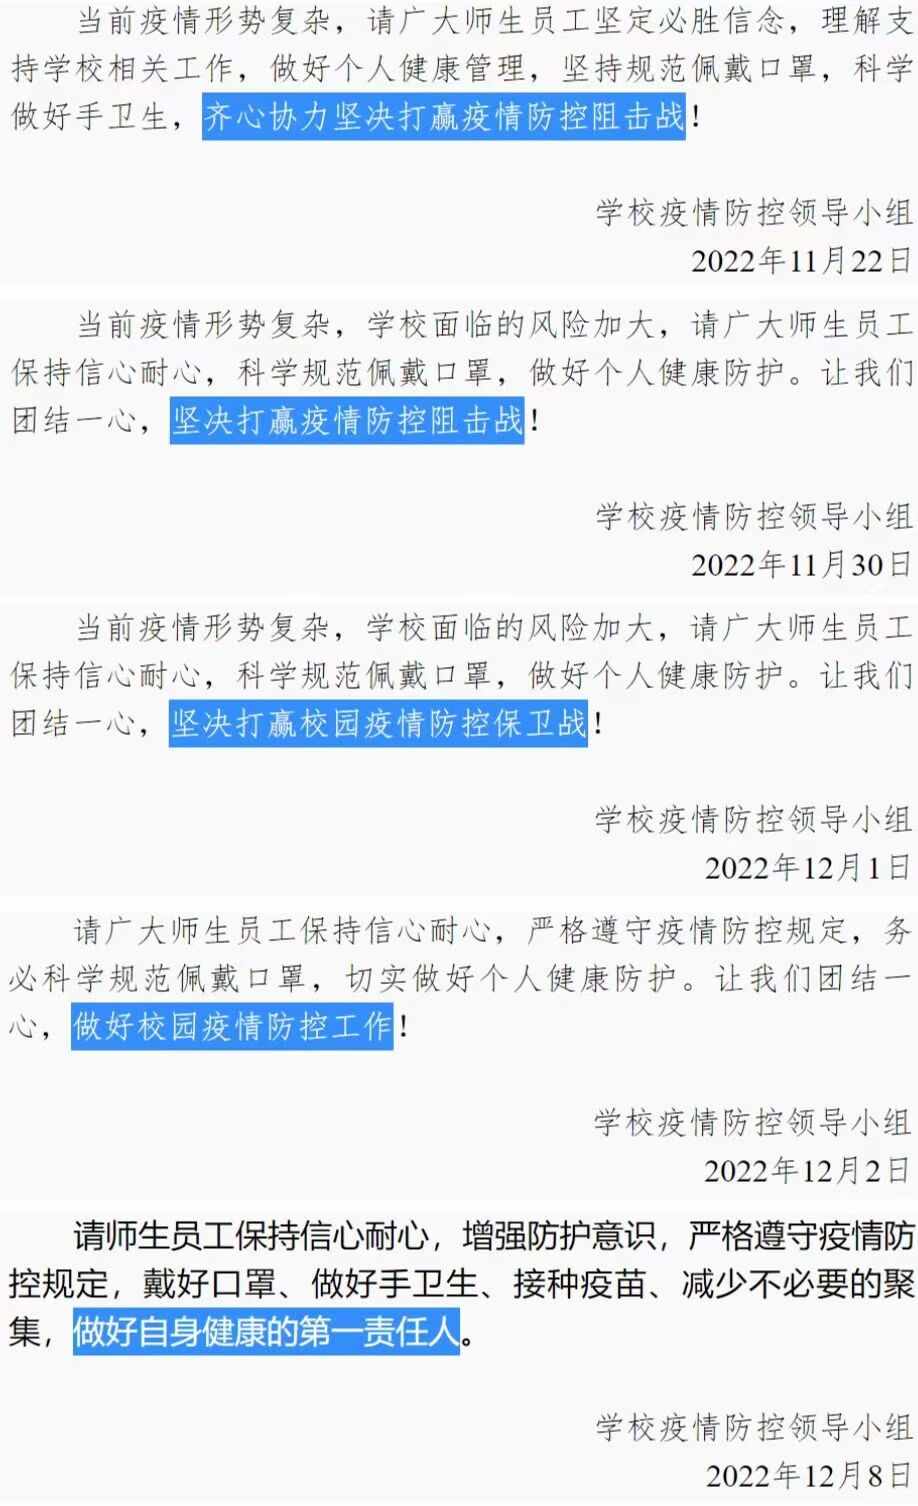 当前疫情形势复杂，请广大师生员工坚定必胜信念，理解支
持学校相关工作，做好个人健康管理，坚持规范佩戴口罩，科学
做好手卫生，齐心协力坚决打赢疫情防控阻击战！
学校疫情防控领导小组
2022年11月22日
当前疫情形势复杂，学校面临的风险加大，请广大师生员工
保持信心耐心，科学规范佩戴口罩，做好个人健康防护。让我们
团结一心，坚决打赢疫情防控阻击战！
学校疫情防控领导小组
2022年11月30日
当前疫情形势复杂，学校面临的风险加大，请广大师生员工
保持信心耐心，科学规范佩戴口罩，做好个人健康防护。让我们
团结一心，坚决打赢校园疫情防控保卫战！
学校疫情防控领导小组
2022年12月1日
请广大师生员工保持信心耐心，严格遵守疫情防控规定，务
必科学规范佩戴口罩，切实做好个人健康防护。让我们团结一
心，做好校园疫情防控工作！
学校疫情防控领导小组
2022年12月2日
请师生员工保持信心耐心，增强防护意识，严格遵守疫情防
控规定，戴好口罩、做好手卫生、接种疫苗、减少不必要的聚
集，做好自身健康的第一责任人。
学校疫情防控领导小组
2022年12月8日